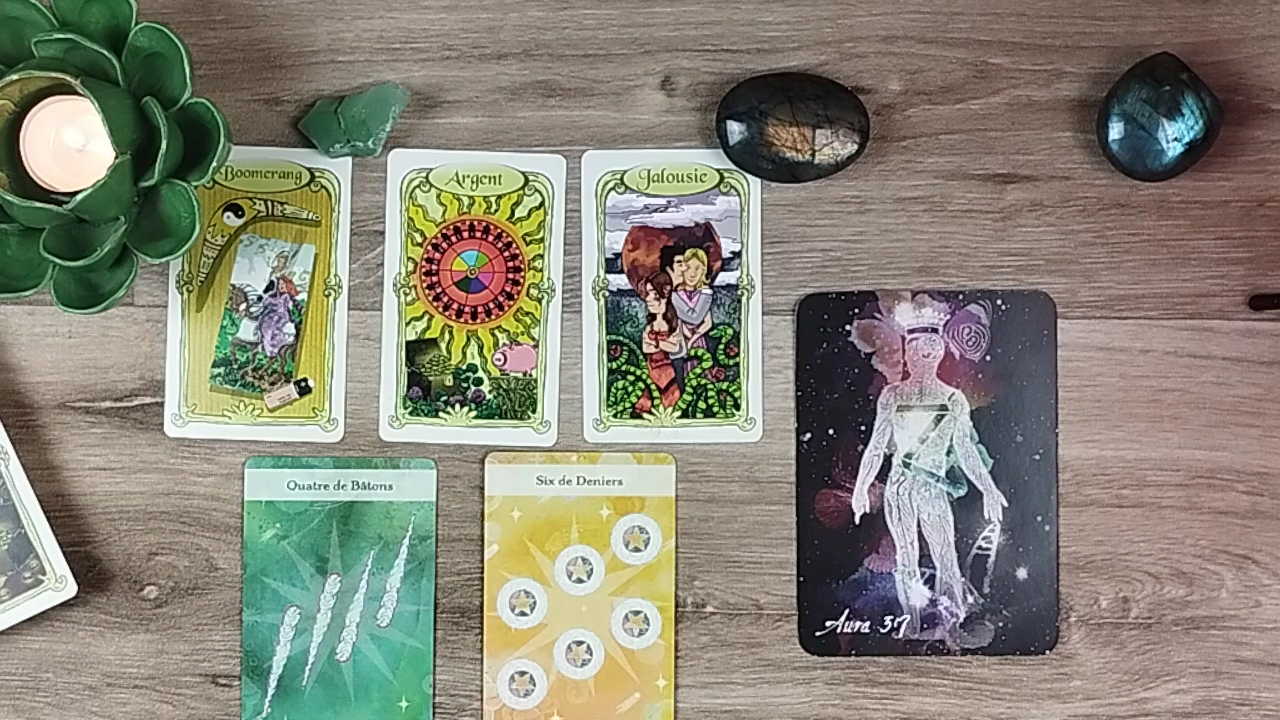 Boomerang
Argent
Jalousie
Quatre de Bâtons
Six de Deniers
Aura 37